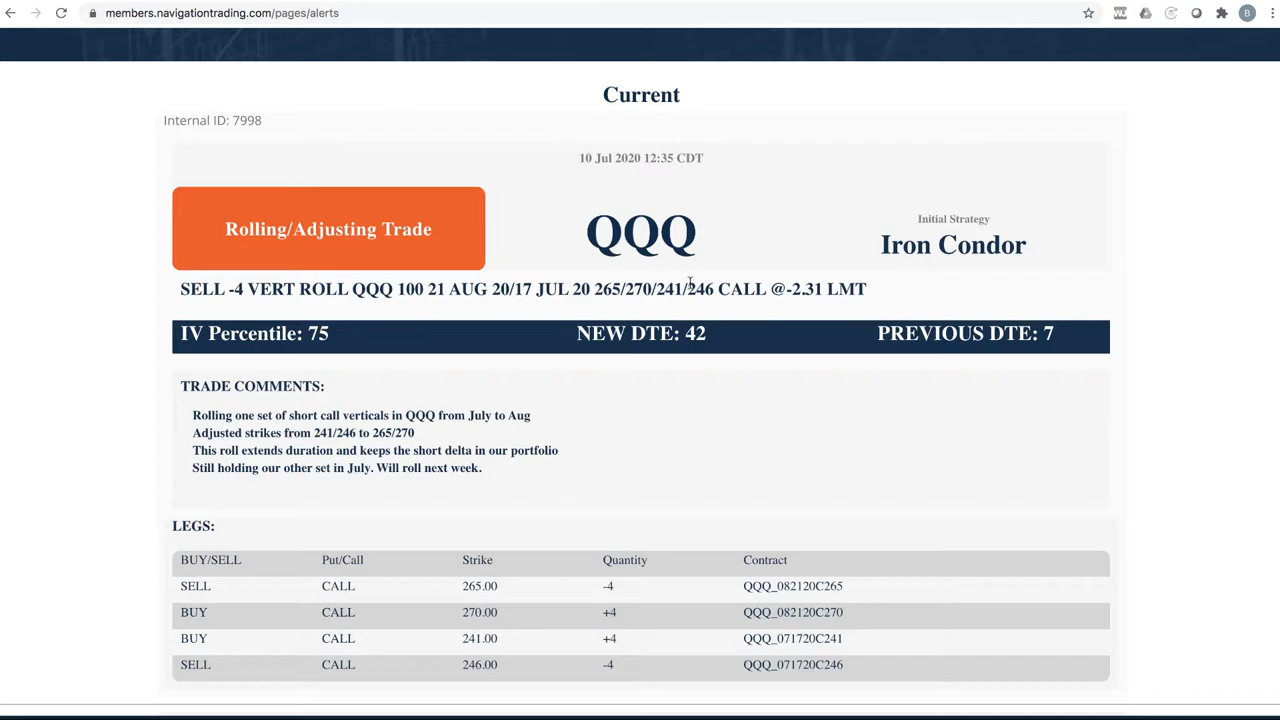 members.navigationtrading.com/pages/alerts
B
Current
Internal ID: 7998
10 Jul 2020 12:35 CDT
Rolling/Adjusting Trade
QQQ
Initial Strategy
Iron Condor
SELL -4 VERT ROLL QQQ 100 21 AUG 20/17 JUL 20 265/270/241/246 CALL @-2.31 LMT
IV Percentile: 75
NEW DTE: 42
PREVIOUS DTE: 7
TRADE COMMENTS:
Rolling one set of short call verticals in QQQ from July to Aug
Adjusted strikes from 241/246 to 265/270
This roll extends duration and keeps the short delta in our portfolio
Still holding our other set in July. Will roll next week.
LEGS:
BUY/SELL Put/Call Strike Quantity Contract
SELL CALL 265.00 -4 QQQ_082120C265
BUY CALL 270.00 +4 QQQ_082120C270
BUY CALL 241.00 +4 QQQ_071720C241
SELL CALL 246.00 -4 QQQ_071720C246